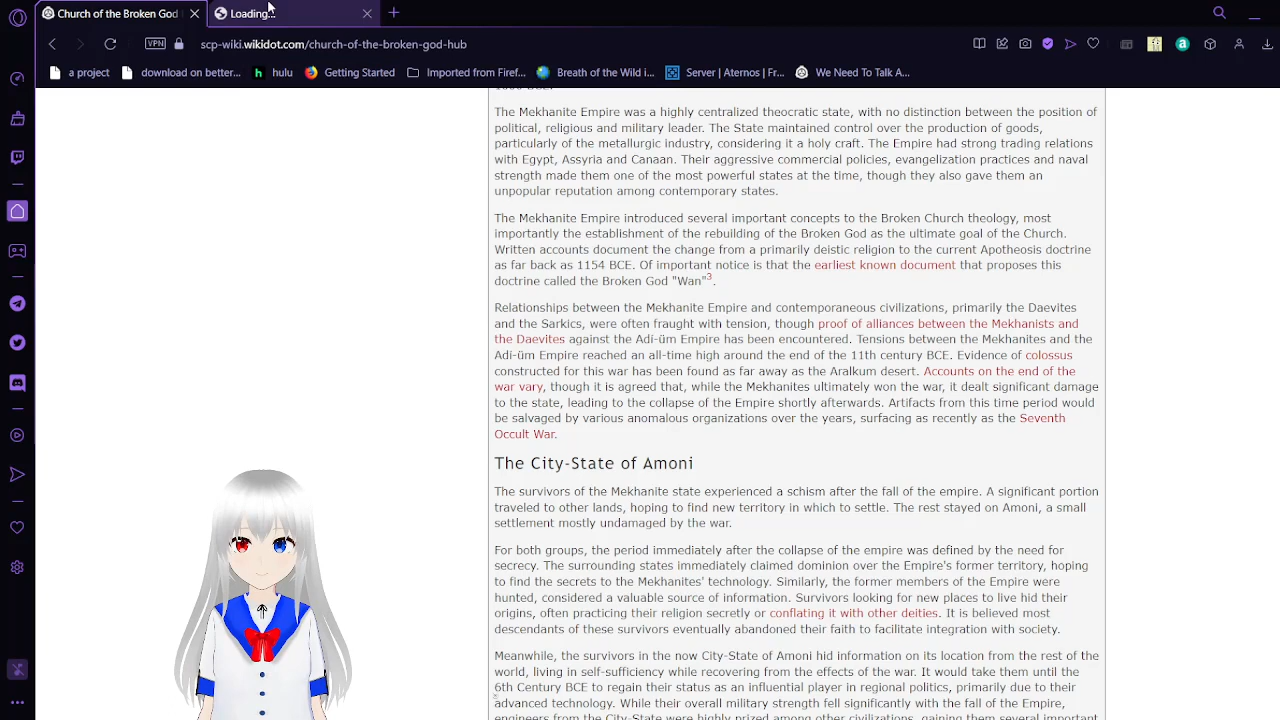 Church of the Broken God
Loading...
VPN
scp-wiki.wikidot.com/church-of-the-broken-god-hub
a project
download on better...
hulu
Getting Started
Imported from Firef...
Breath of the Wild i...
Server | Aternos | Fr...
We Need To Talk A...
The Mekhanite Empire was a highly centralized theocratic state, with no distinction between the position of
political, religious and military leader. The State maintained control over the production of goods,
particularly of the metallurgic industry, considering it a holy craft. The Empire had strong trading relations
with Egypt, Assyria and Canaan. Their aggressive commercial policies, evangelization practices and naval
strength made them one of the most powerful states at the time, though they also gave them an
unpopular reputation among contemporary states.
The Mekhanite Empire introduced several important concepts to the Broken Church theology, most
importantly the establishment of the rebuilding of the Broken God as the ultimate goal of the Church.
Written accounts document the change from a primarily deistic religion to the current Apotheosis doctrine
as far back as 1154 BCE. Of important notice is that the earliest known document that proposes this
doctrine called the Broken God "Wan"3.
Relationships between the Mekhanite Empire and contemporaneous civilizations, primarily the Daevites
and the Sarkics, were often fraught with tension, though proof of alliances between the Mekhanists and
the Daevites against the Adí-üm Empire has been encountered. Tensions between the Mekhanites and the
Adí-üm Empire reached an all-time high around the end of the 11th century BCE. Evidence of colossus
constructed for this war has been found as far away as the Aralkum desert. Accounts on the end of the
war vary, though it is agreed that, while the Mekhanites ultimately won the war, it dealt significant damage
to the state, leading to the collapse of the Empire shortly afterwards. Artifacts from this time period would
be salvaged by various anomalous organizations over the years, surfacing as recently as the Seventh
Occult War.
The City-State of Amoni
The survivors of the Mekhanite state experienced a schism after the fall of the empire. A significant portion
traveled to other lands, hoping to find new territory in which to settle. The rest stayed on Amoni, a small
settlement mostly undamaged by the war.
For both groups, the period immediately after the collapse of the empire was defined by the need for
secrecy. The surrounding states immediately claimed dominion over the Empire's former territory, hoping
to find the secrets to the Mekhanites' technology. Similarly, the former members of the Empire were
hunted, considered a valuable source of information. Survivors looking for new places to live hid their
origins, often practicing their religion secretly or conflating it with other deities. It is believed most
descendants of these survivors eventually abandoned their faith to facilitate integration with society.
Meanwhile, the survivors in the now City-State of Amoni hid information on its location from the rest of the
world, living in self-sufficiency while recovering from the effects of the war. It would take them until the
6th Century BCE to regain their status as an influential player in regional politics, primarily due to their
advanced technology. While their overall military strength fell significantly with the fall of the Empire,
engineers from the City-State were highly prized among other civilizations, gaining them several important